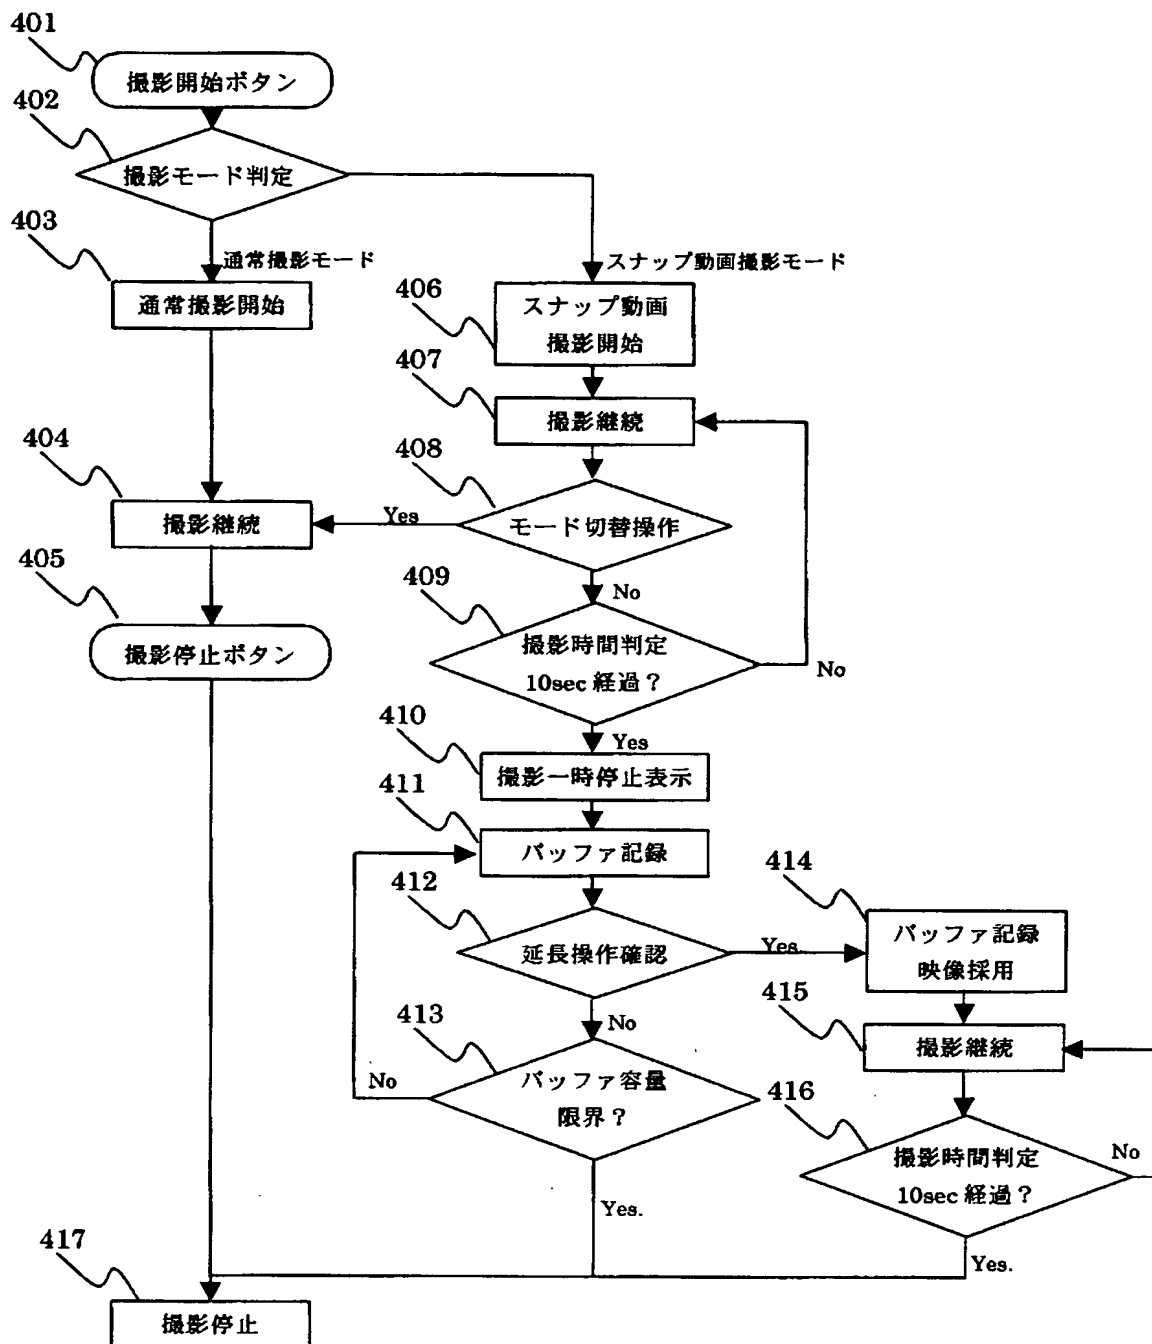 401
撮影開始ボタン
402
撮影モード判定
403
通常撮影モード
スナップ動画撮影モード
通常撮影開始
406
スナップ動画
撮影開始
407
撮影継続
404
408
撮影継続
Yes
モード切替操作
405
409
No
撮影停止ボタン
撮影時間判定
10sec 経過？
No
410
Yes
撮影一時停止表示
411
バッファ記録
412
414
延長操作確認
Yes.
バッファ記録
映像採用
413
No
415
撮影継続
No
バッファ容量
限界？
416
撮影時間判定
10sec 経過？
No
Yes.
Yes.
417
撮影停止